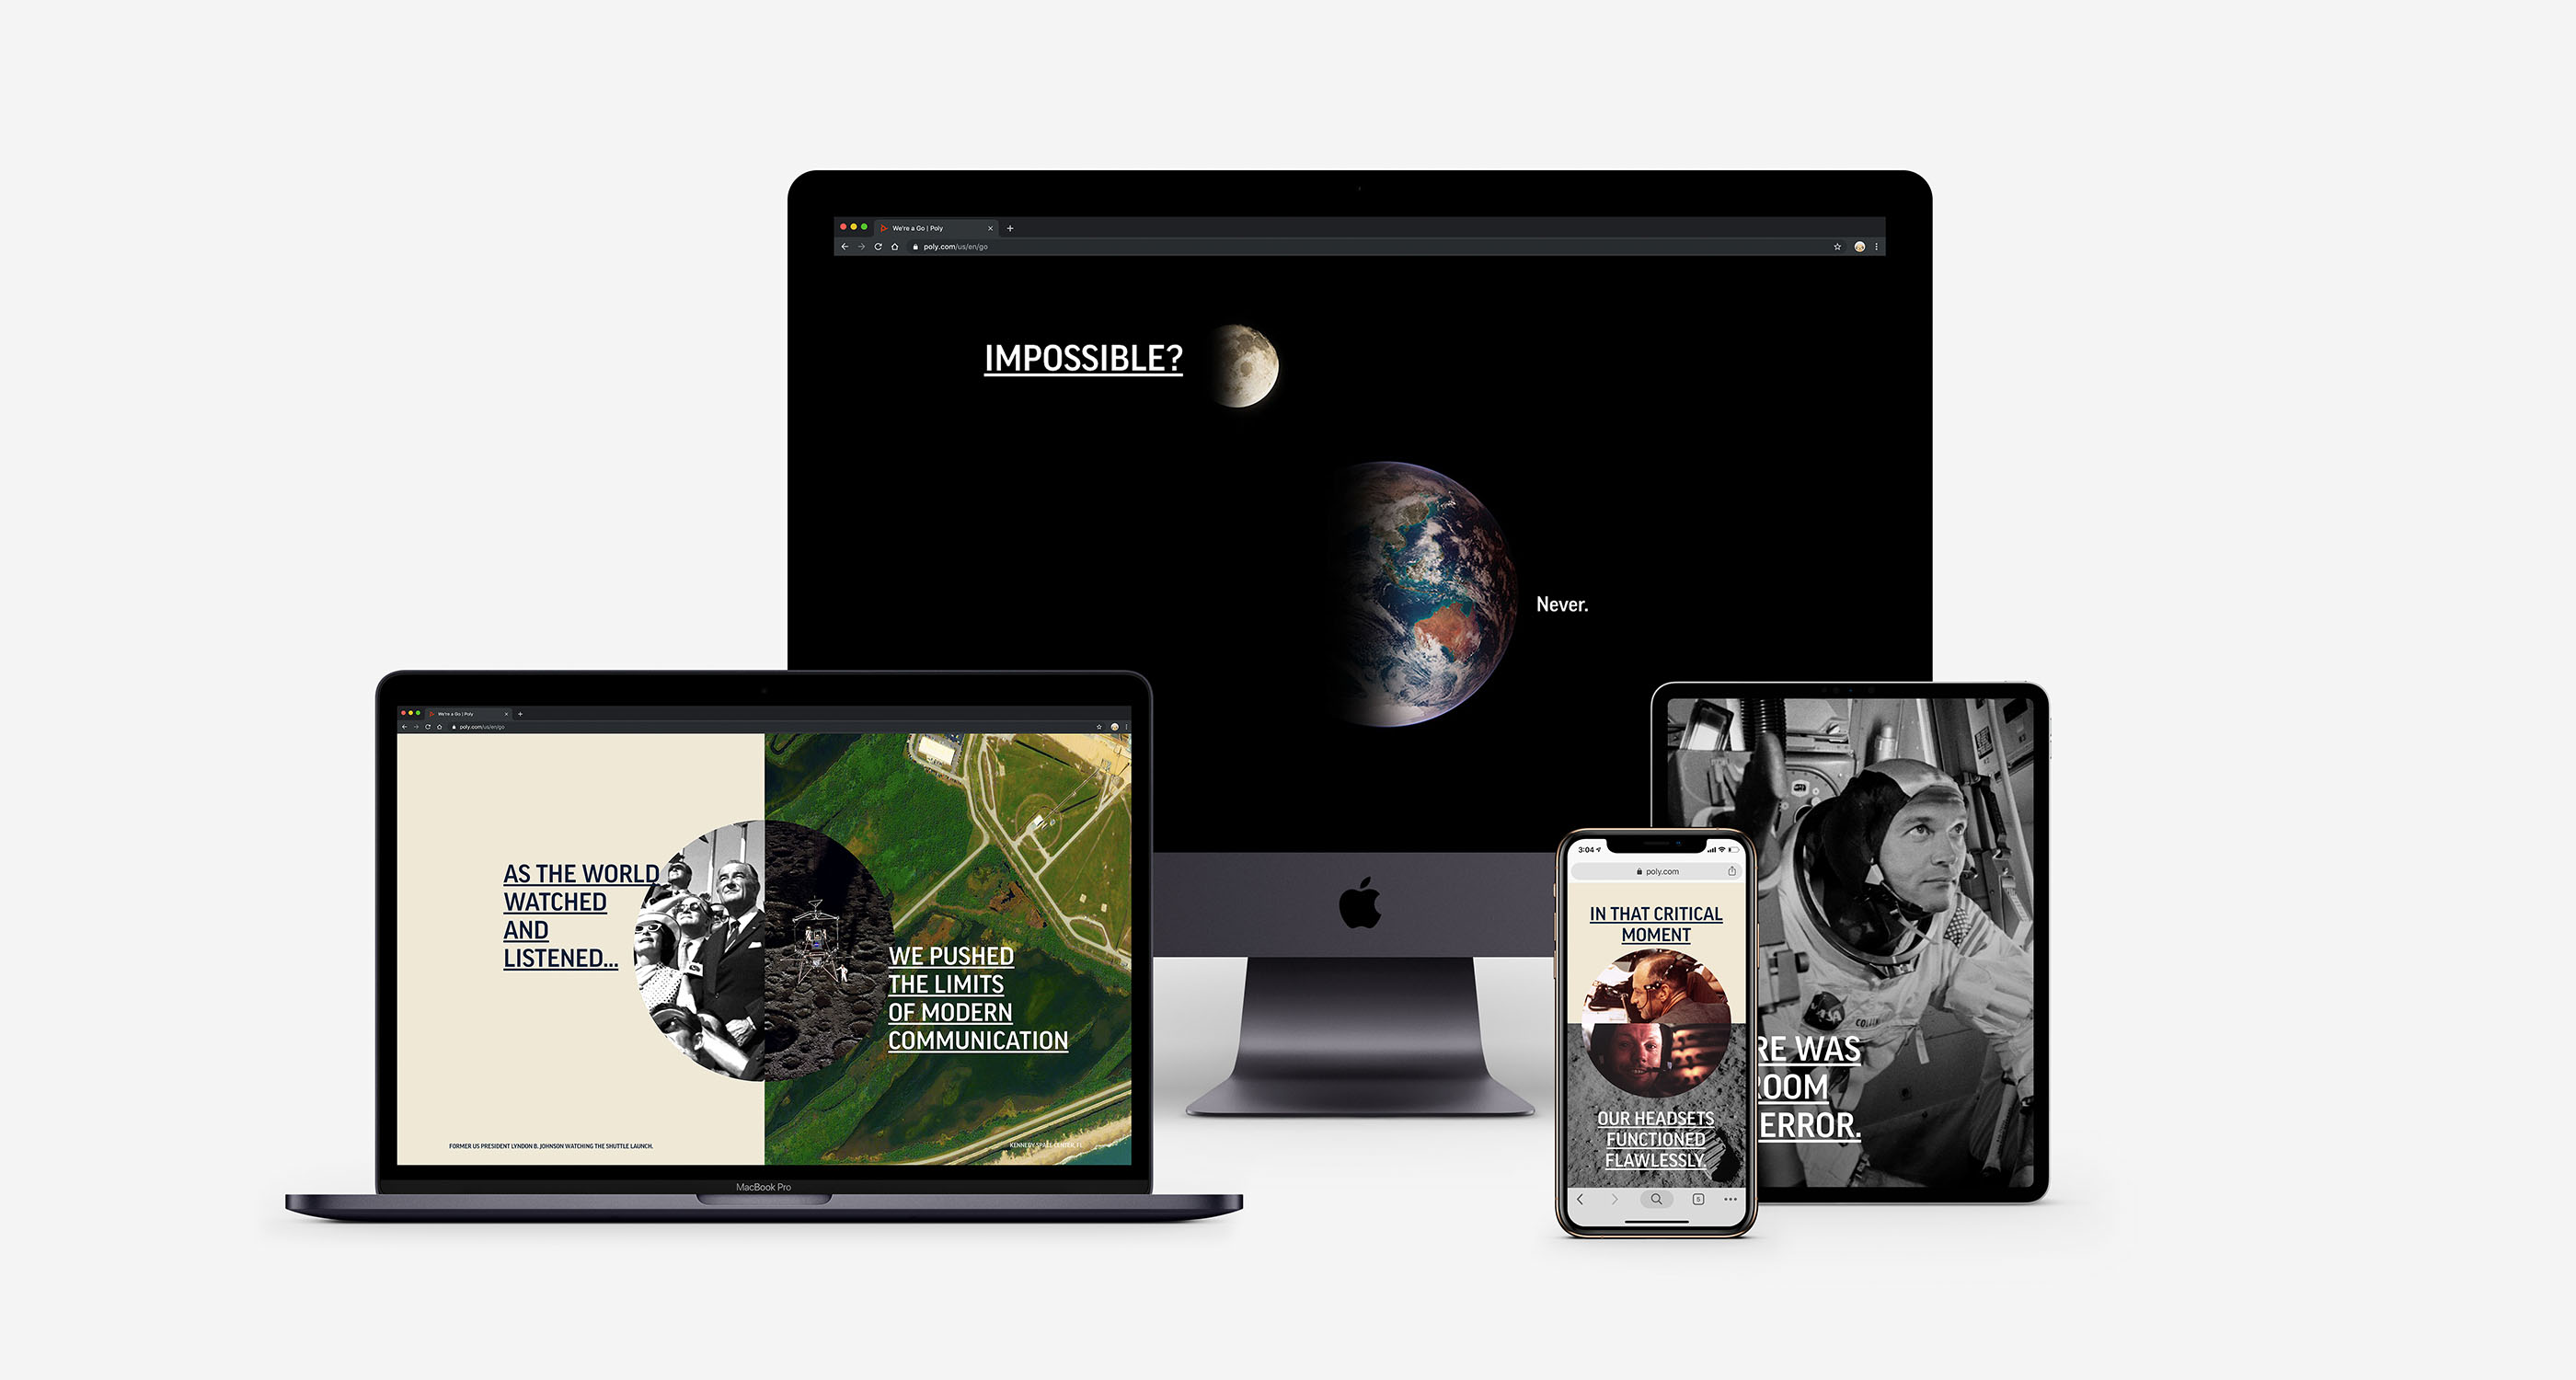 We're a Go | Poly
poly.com/us/en/go
IMPOSSIBLE?
Never.
We're a Go | Poly
poly.com/us/en/go
AS THE WORLD
WATCHED
AND
LISTENED...
WE PUSHED
THE LIMITS
OF MODERN
COMMUNICATION
FORMER US PRESIDENT LYNDON B. JOHNSON WATCHING THE SHUTTLE LAUNCH.
KENNEDY SPACE CENTER, FL
MacBook Pro
3:04
poly.com
IN THAT CRITICAL
MOMENT
OUR HEADSETS
FUNCTIONED
FLAWLESSLY.
5
RE WAS
ROOM
ERROR.